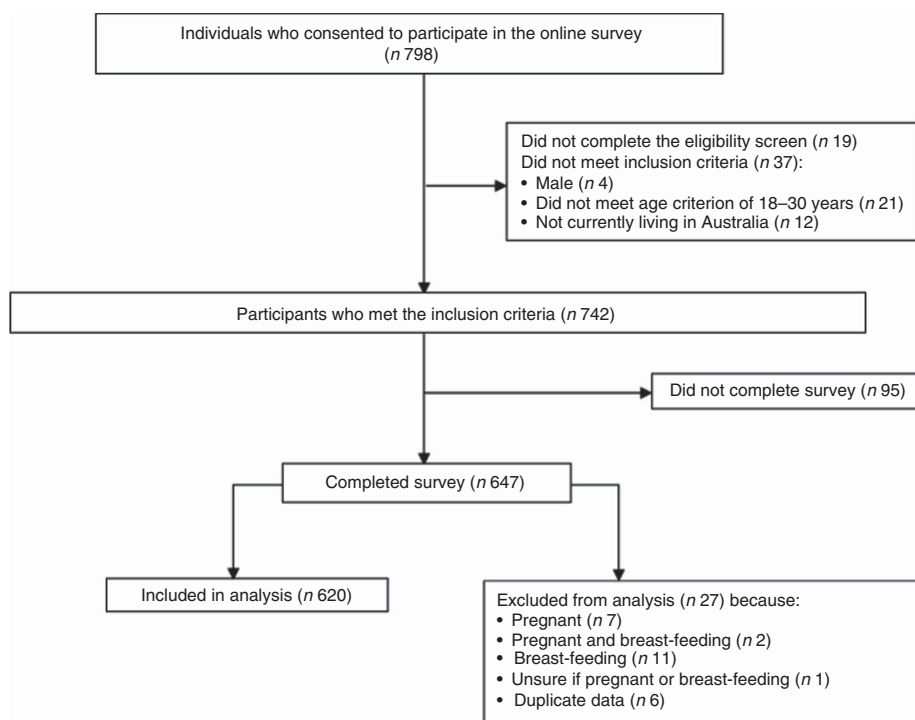 Individuals who consented to participate in the online survey
(n 798)
Did not complete the eligibility screen (n 19)
Did not meet inclusion criteria (n 37):
• Male (n 4)
• Did not meet age criterion of 18–30 years (n 21)
• Not currently living in Australia (n 12)
Participants who met the inclusion criteria (n 742)
Did not complete survey (n 95)
Completed survey (n 647)
Included in analysis (n 620)
Excluded from analysis (n 27) because:
• Pregnant (n 7)
• Pregnant and breast-feeding (n 2)
• Breast-feeding (n 11)
• Unsure if pregnant or breast-feeding (n 1)
• Duplicate data (n 6)